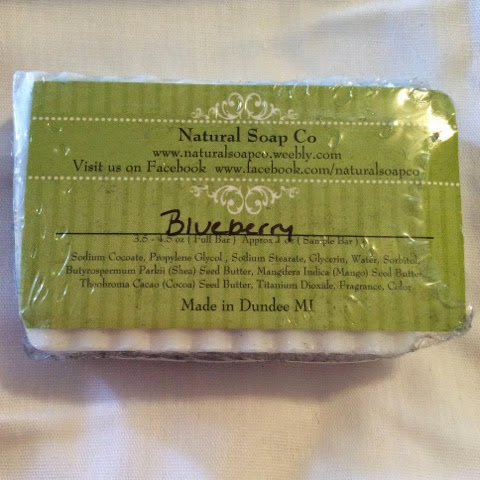 Natural Soap Co
www.naturalsoapco.weebly.com
Visit us on Facebook www.facebook.com/naturalsoapco
Blueberry
3.5 - 4.5 oz ( Full Bar ) Approx 1 oz ( Sample Bar )
Sodium Cocoate, Propylene Glycol , Sodium Stearate, Glycerin, Water, Sorbitol,
Butyrospermum Parkii (Shea) Seed Butter, Mangifera Indica (Mango) Seed Butter,
Theobroma Cacao (Cocoa) Seed Butter, Titanium Dioxide, Fragrance, Color
Made in Dundee MI